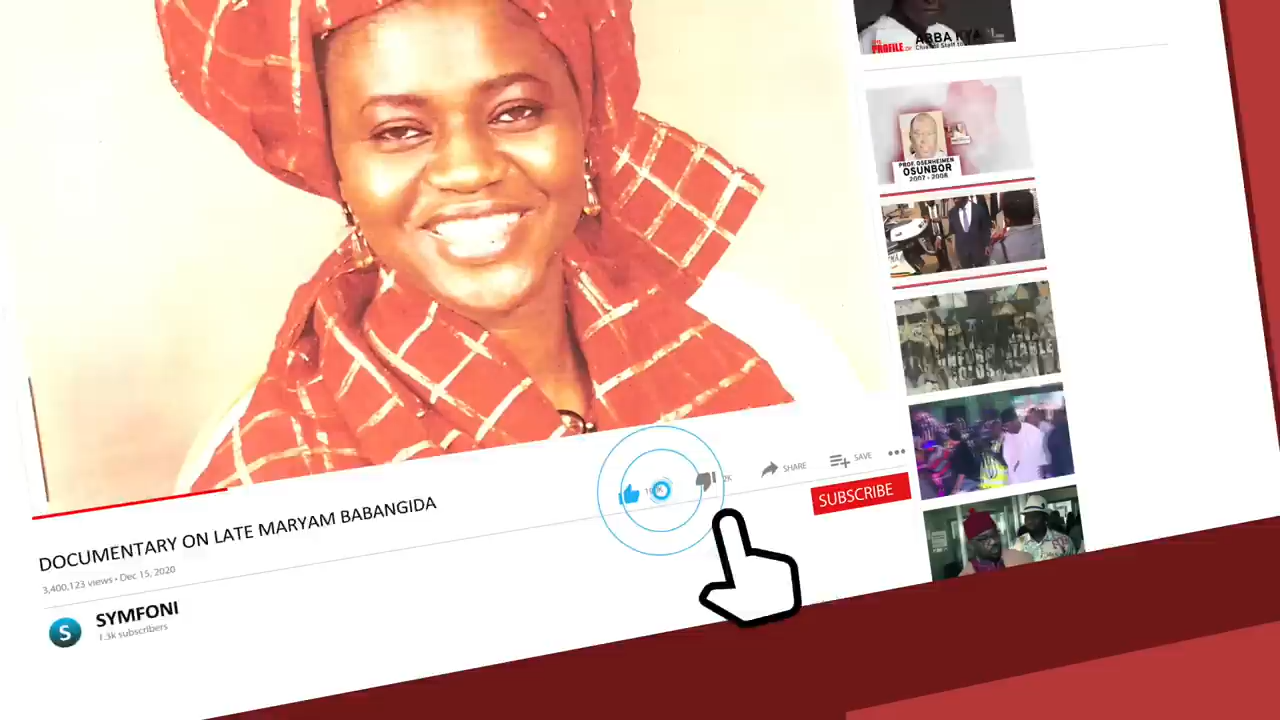 DOCUMENTARY ON LATE MARYAM BABANGIDA
3,400,123 views • Dec 15, 2020
S
SYMFONI
1.3k subscribers
SHARE
SAVE
SUBSCRIBE
ABBA KYA
PROFILE OF
PROF. OSERHEIMEN
OSUNBOR
2007 - 2008